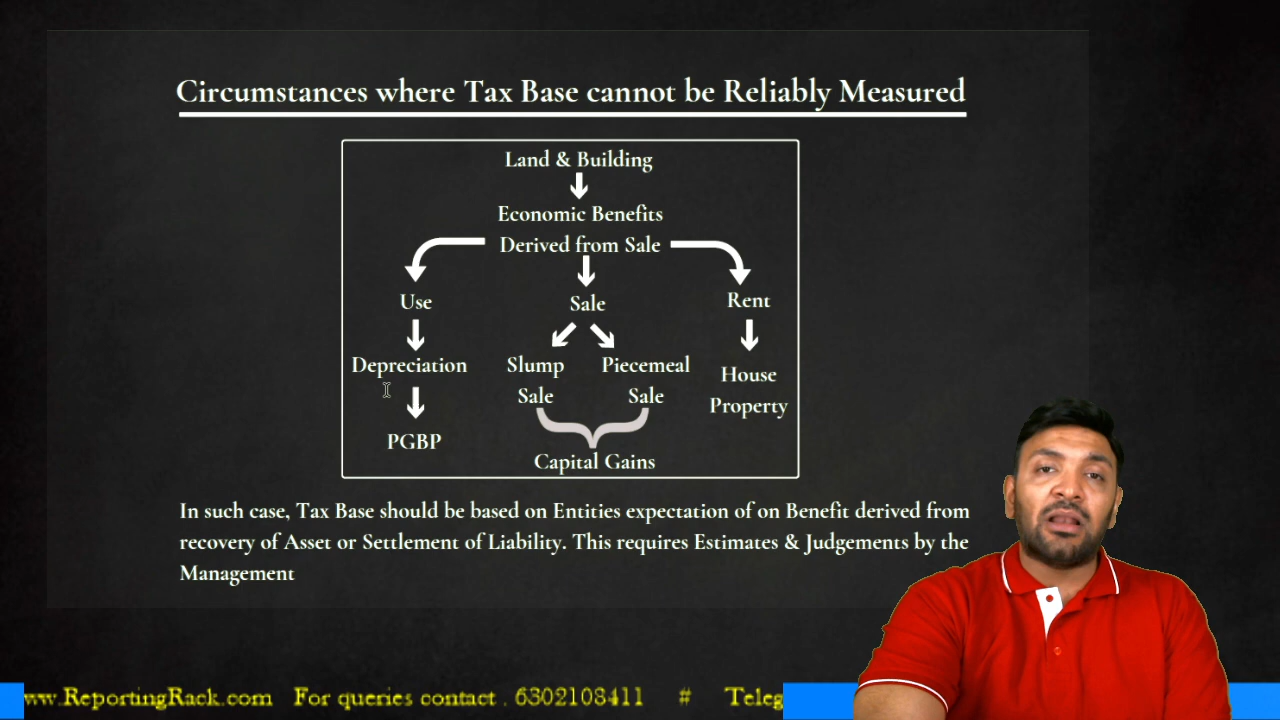 Circumstances where Tax Base cannot be Reliably Measured
Land & Building
Economic Benefits
Derived from Sale
Use
Sale
Rent
Depreciation
Slump
Sale
Piecemeal
Sale
House
Property
PGBP
Capital Gains
In such case, Tax Base should be based on Entities expectation of on Benefit derived from
recovery of Asset or Settlement of Liability. This requires Estimates & Judgements by the
Management
ww.ReportingRack.com For queries contact . 6302108411 # Teleg